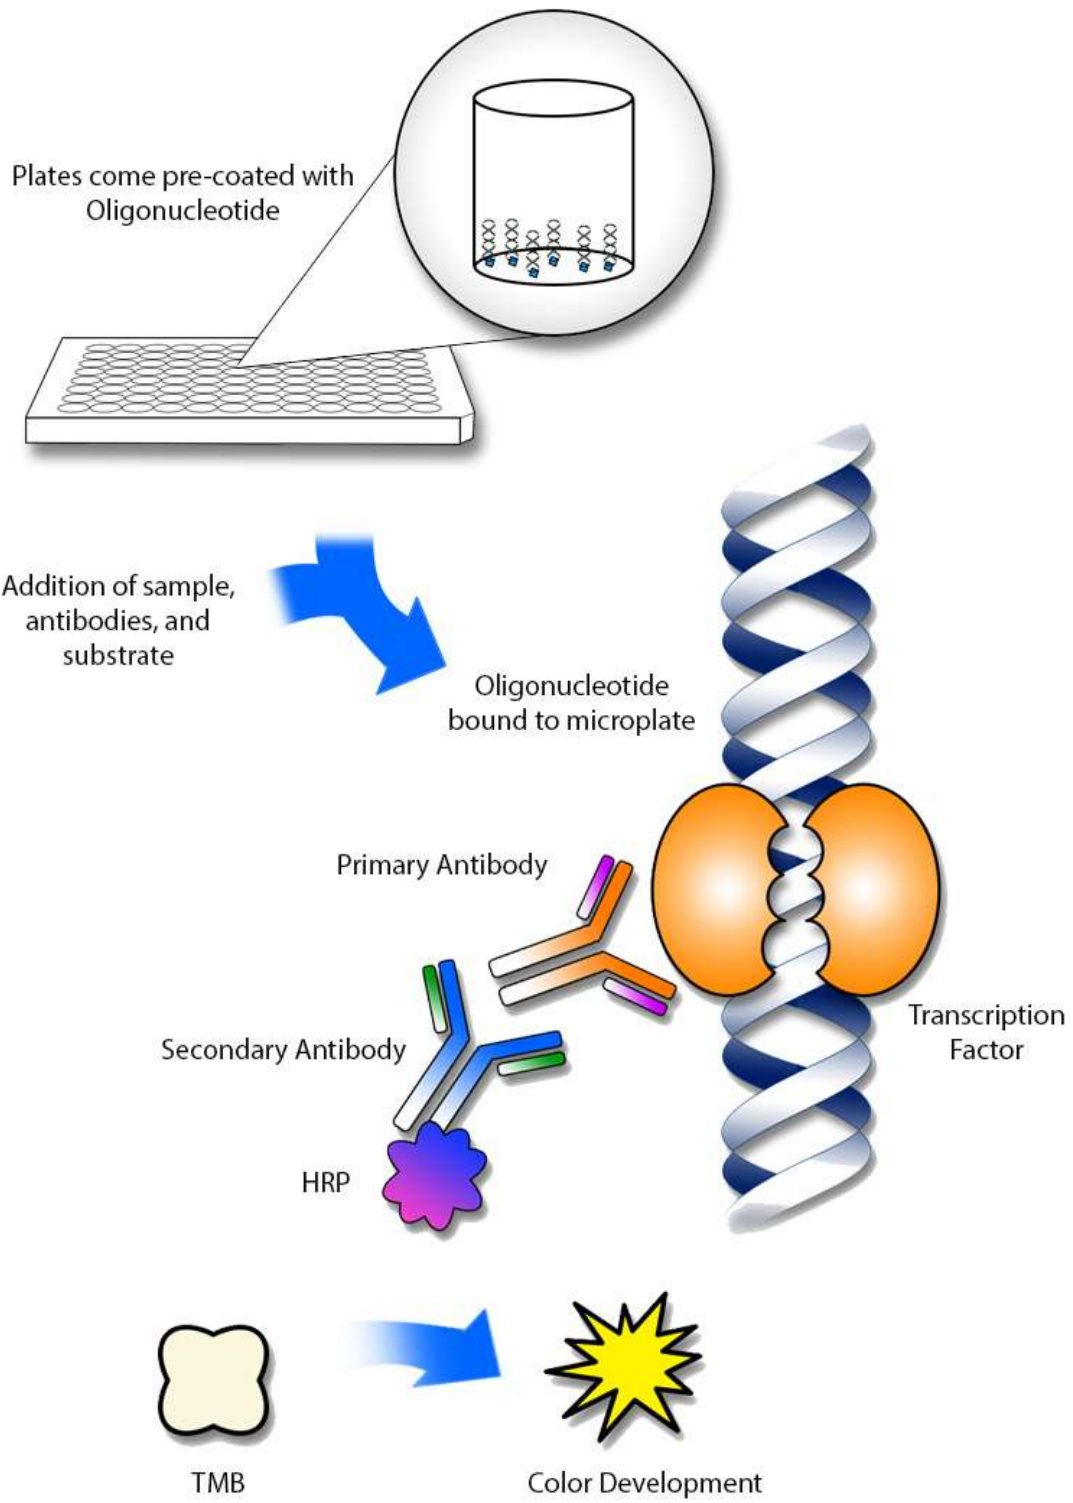 Plates come pre-coated with
Oligonucleotide
Addition of sample,
antibodies, and
substrate
Oligonucleotide
bound to microplate
Primary Antibody
Transcription
Factor
Secondary Antibody
HRP
TMB
Color Development